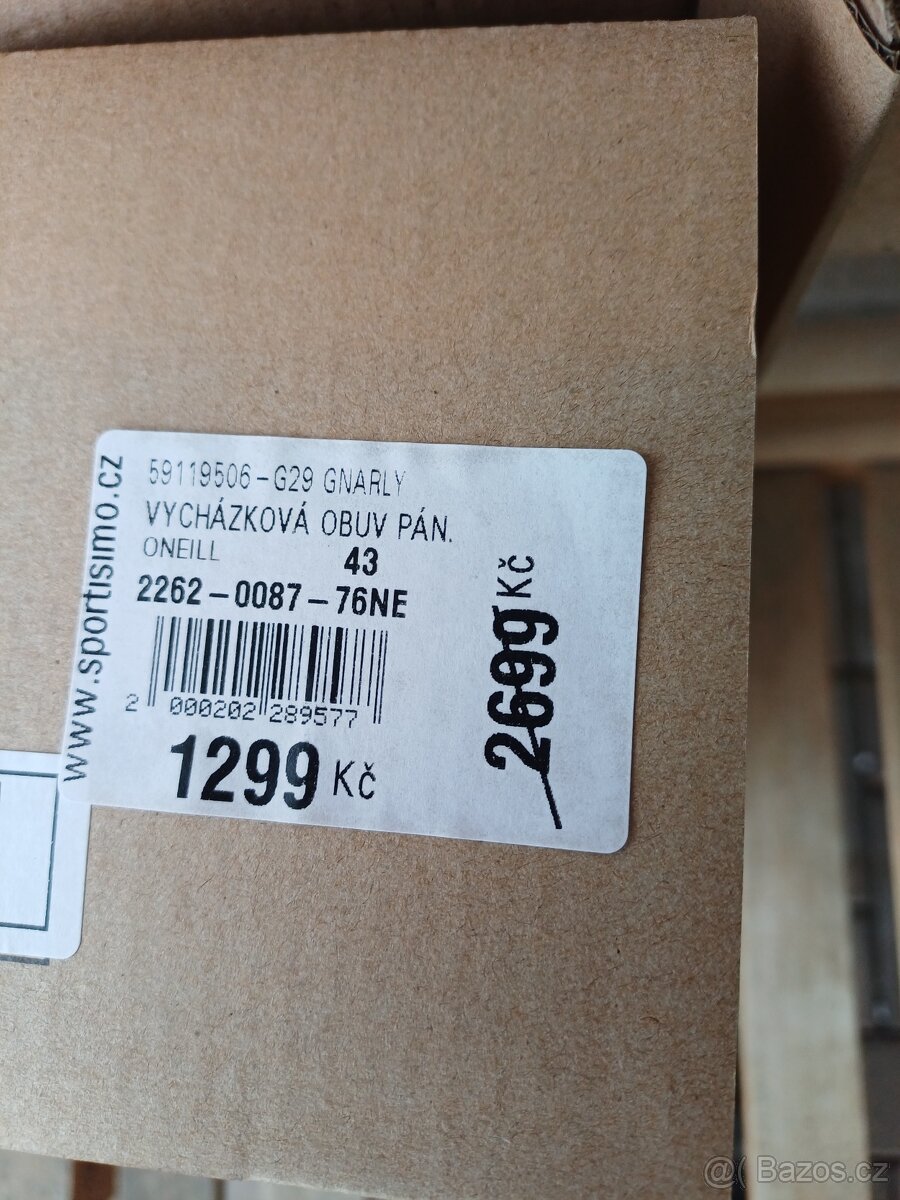 www.sportisimo.cz
59119506-G29 GNARLY
VYCHÁZKOVÁ OBUV PÁN.
ONEILL 43
2262-0087-76NE
2 000202 289577
1299 Kč
2699 Kč
@( Bazos.cz